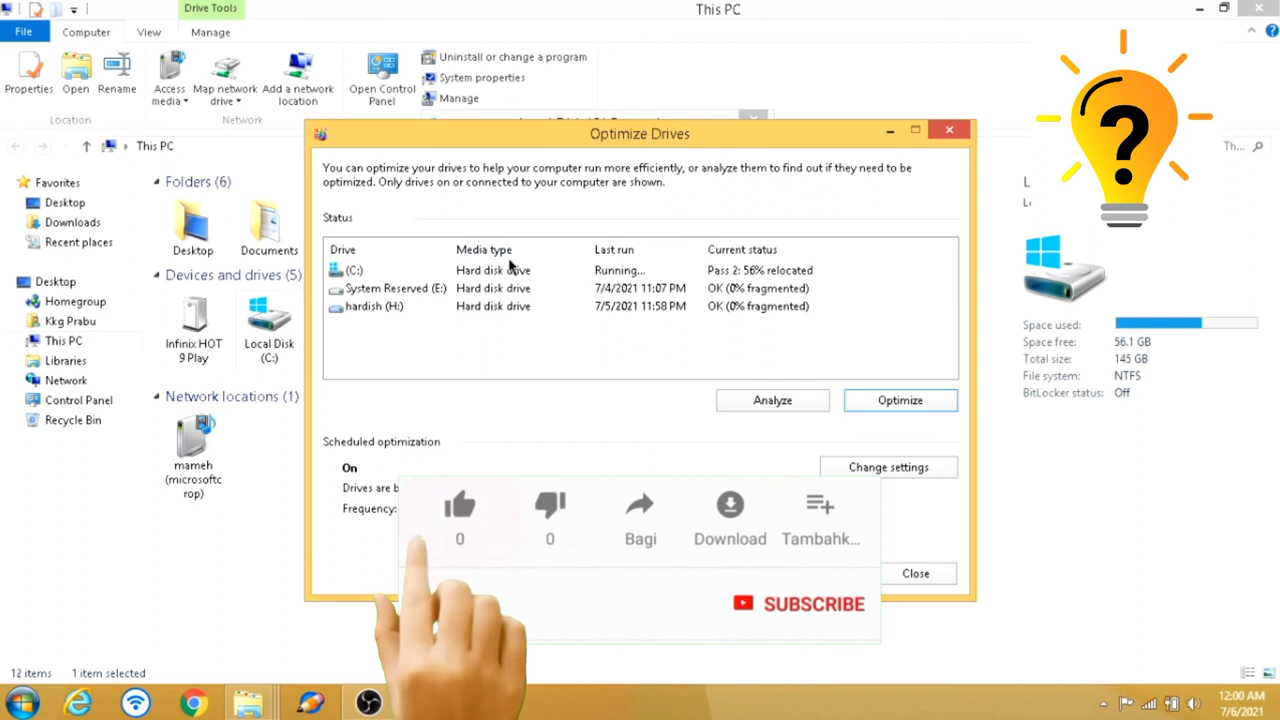 Drive Tools
This PC
File
Computer
View
Manage
Properties
Open
Rename
Access media
Map network drive
Add a network location
Open Control Panel
Uninstall or change a program
System properties
Manage
Location
Network
This PC
Th...
Favorites
Desktop
Downloads
Recent places
Desktop
Homegroup
Kkg Prabu
This PC
Libraries
Network
Control Panel
Recycle Bin
Folders (6)
Desktop
Documents
Devices and drives (5)
Infinix HOT 9 Play
Local Disk (C:)
Network locations (1)
mameh (microsoftcrop)
Optimize Drives
You can optimize your drives to help your computer run more efficiently, or analyze them to find out if they need to be
optimized. Only drives on or connected to your computer are shown.
Status
Drive Media type Last run Current status
(C:) Hard disk drive Running... Pass 2: 56% relocated
System Reserved (E:) Hard disk drive 7/4/2021 11:07 PM OK (0% fragmented)
hardish (H:) Hard disk drive 7/5/2021 11:58 PM OK (0% fragmented)
Analyze
Optimize
Scheduled optimization
On
Change settings
Drives are b
Frequency:
Close
0
0
Bagi
Download
Tambahk...
SUBSCRIBE
?
Space used:
Space free: 56.1 GB
Total size: 145 GB
File system: NTFS
BitLocker status: Off
12 items 1 item selected
12:00 AM
7/6/2021